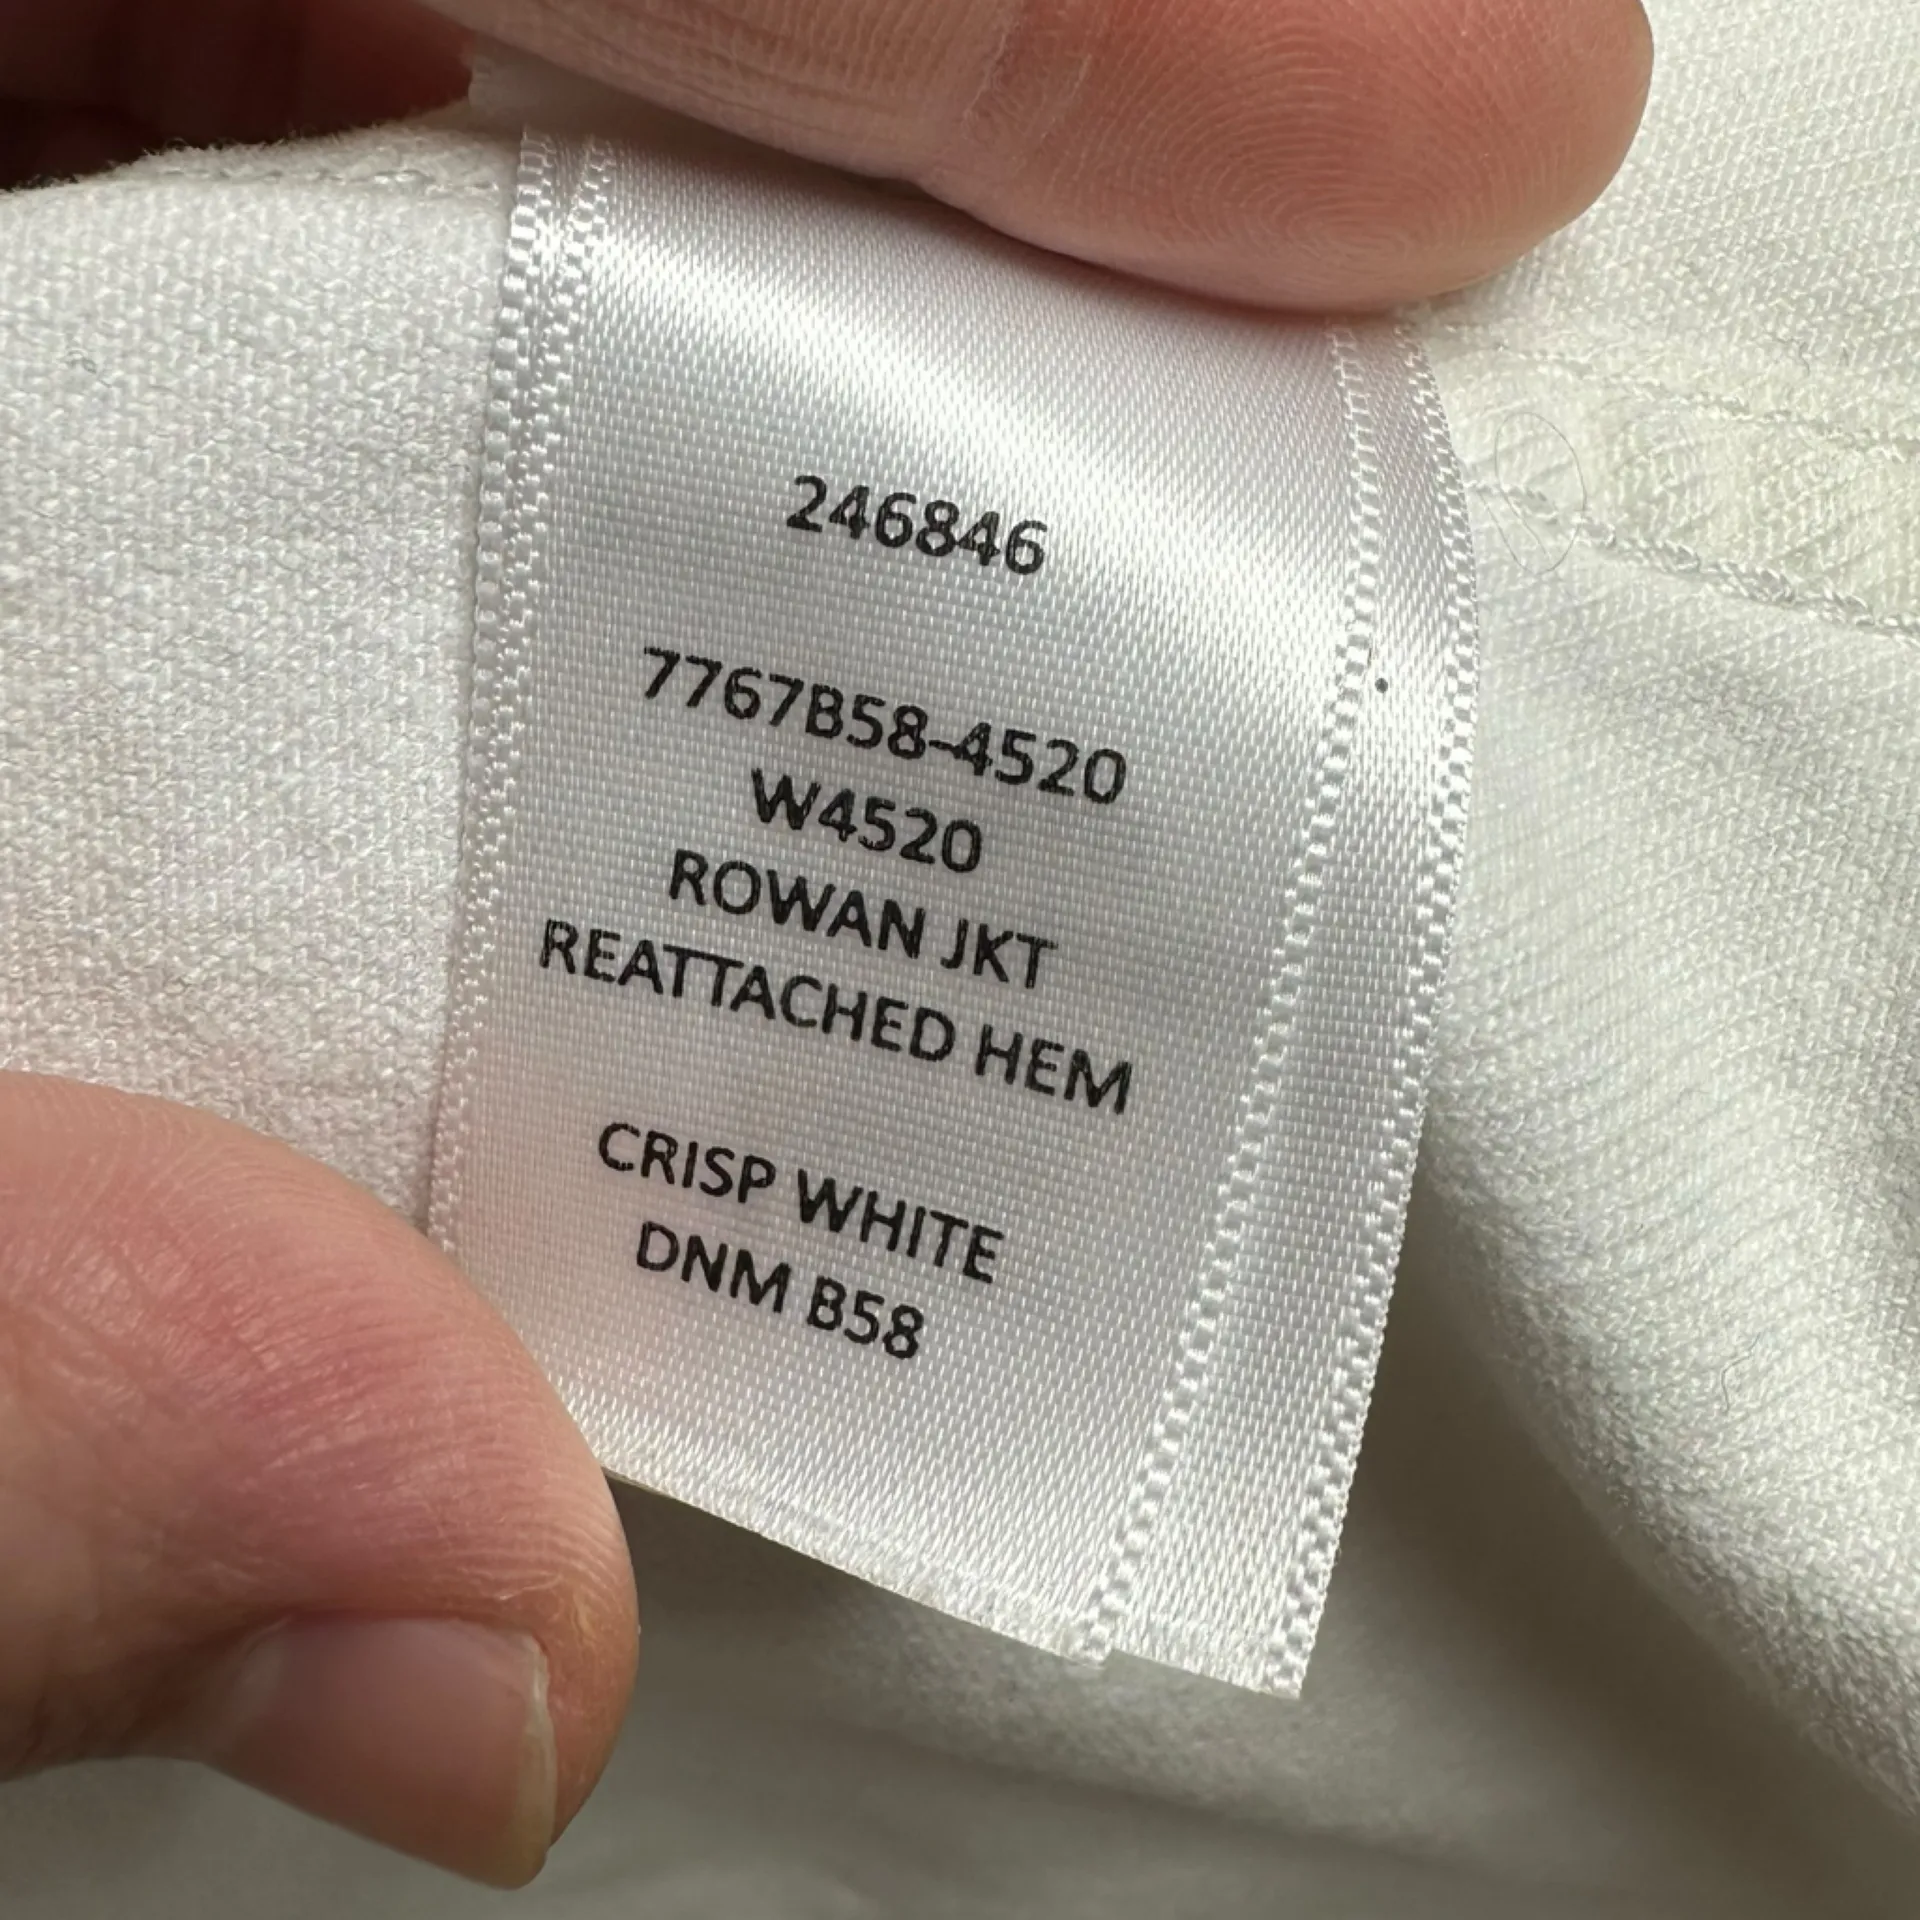 246846
7767B58-4520
W4520
ROWAN JKT
REATTACHED HEM
CRISP WHITE
DNM B58